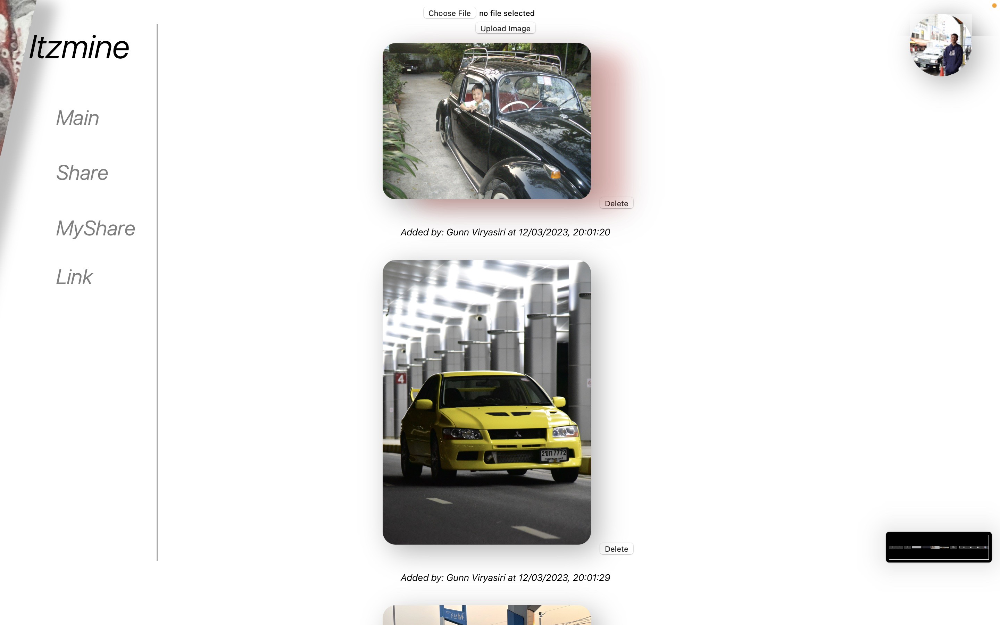 Choose File no file selected
Upload Image
Itzmine
Main
Share
MyShare
Link
Delete
Added by: Gunn Viryasiri at 12/03/2023, 20:01:20
4
2ขก 7772
Delete
Added by: Gunn Viryasiri at 12/03/2023, 20:01:29